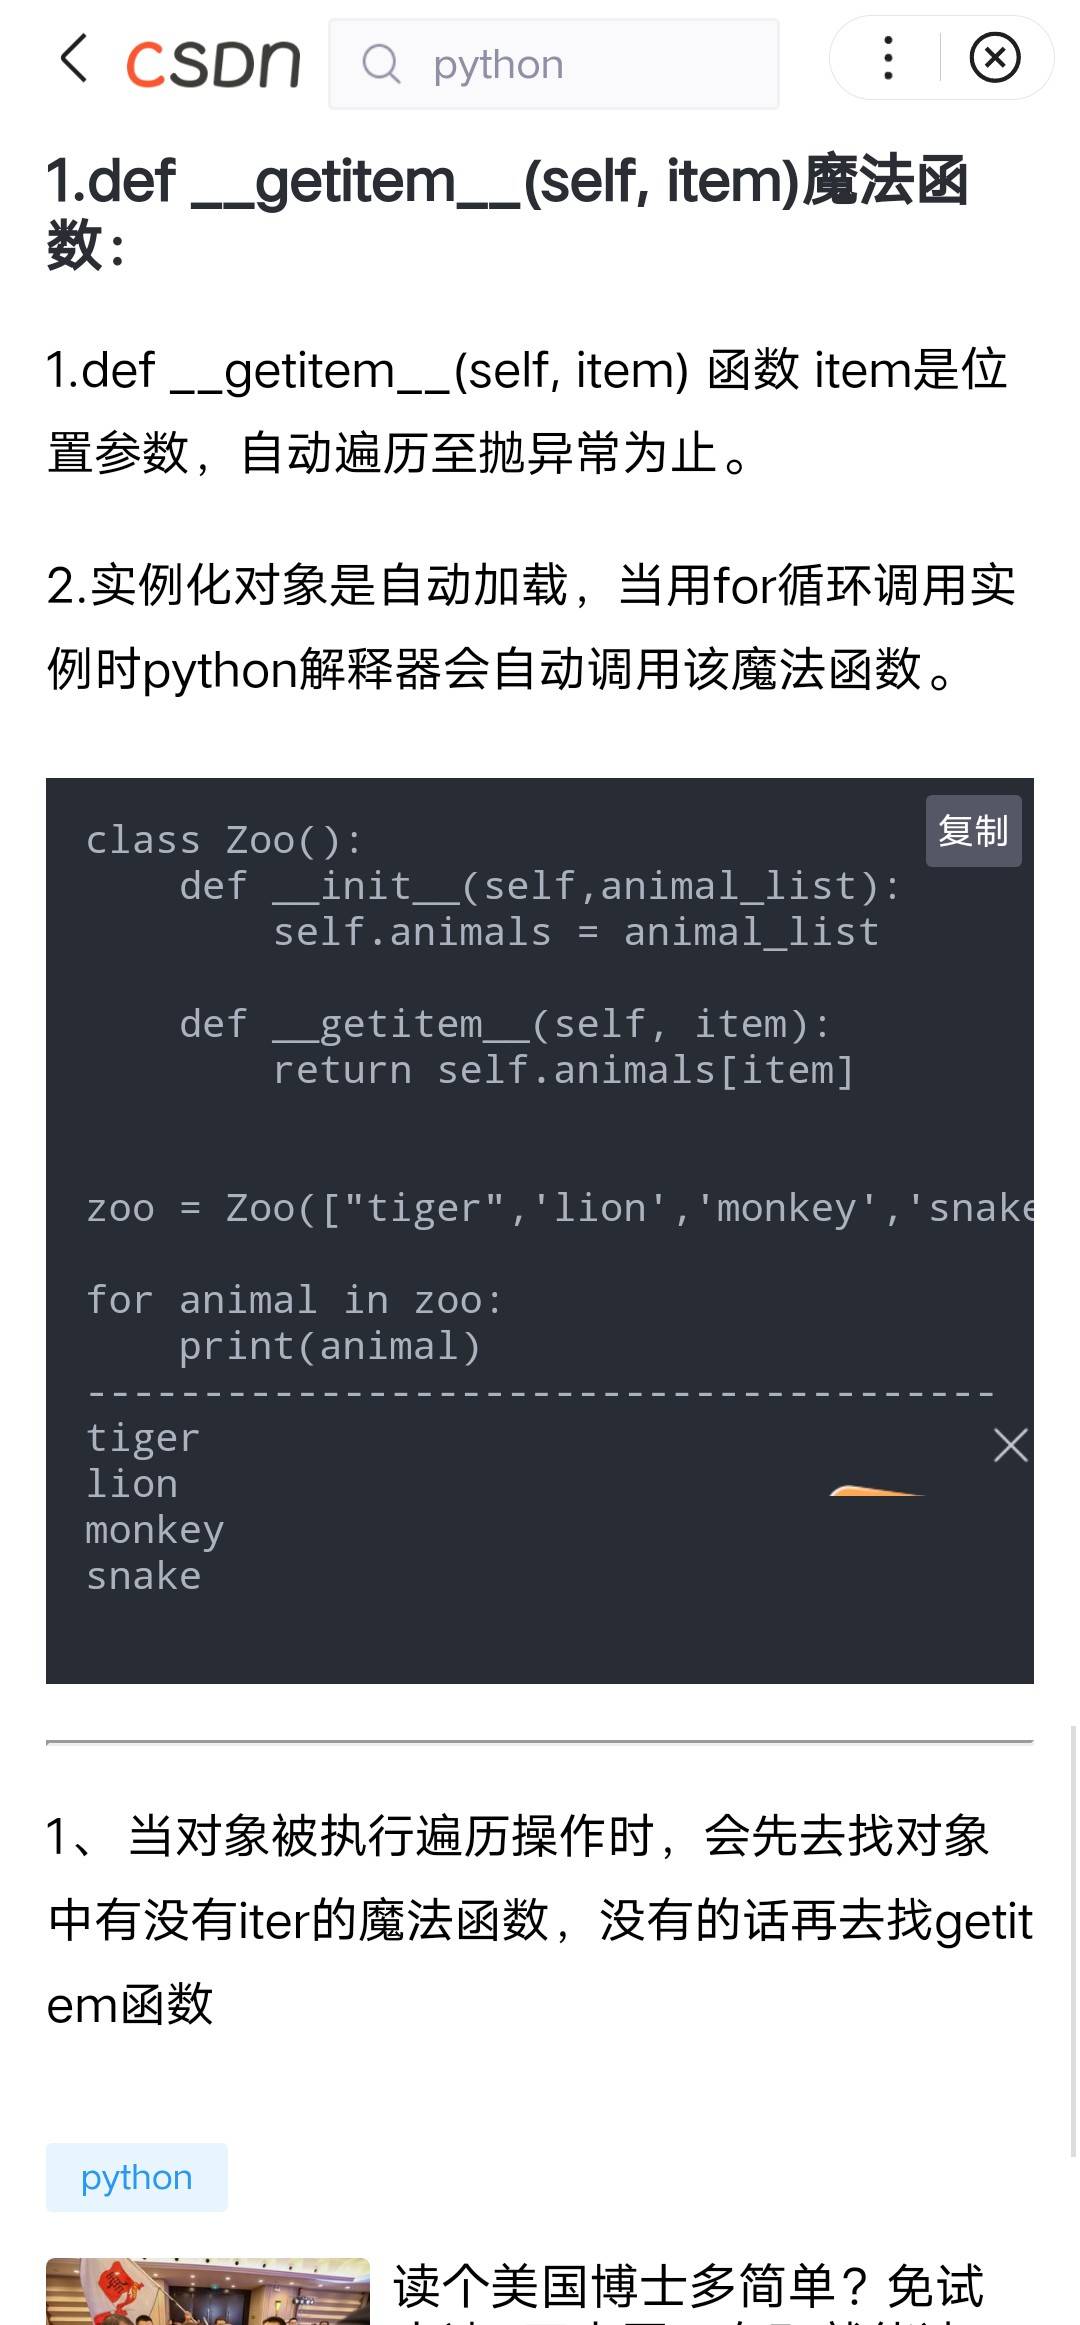 CSDN
python
1.def __getitem__(self, item)魔法函
数：
1.def __getitem__(self, item) 函数 item是位
置参数，自动遍历至抛异常为止。
2.实例化对象是自动加载，当用for循环调用实
例时python解释器会自动调用该魔法函数。
复制
class Zoo():
    def __init__(self,animal_list):
        self.animals = animal_list
    def __getitem__(self, item):
        return self.animals[item]
zoo = Zoo(["tiger",'lion','monkey','snake
for animal in zoo:
    print(animal)
---------------------------------------
tiger
lion
monkey
snake
1、 当对象被执行遍历操作时，会先去找对象
中有没有iter的魔法函数，没有的话再去找getit
em函数
python
读个美国博士多简单？免试